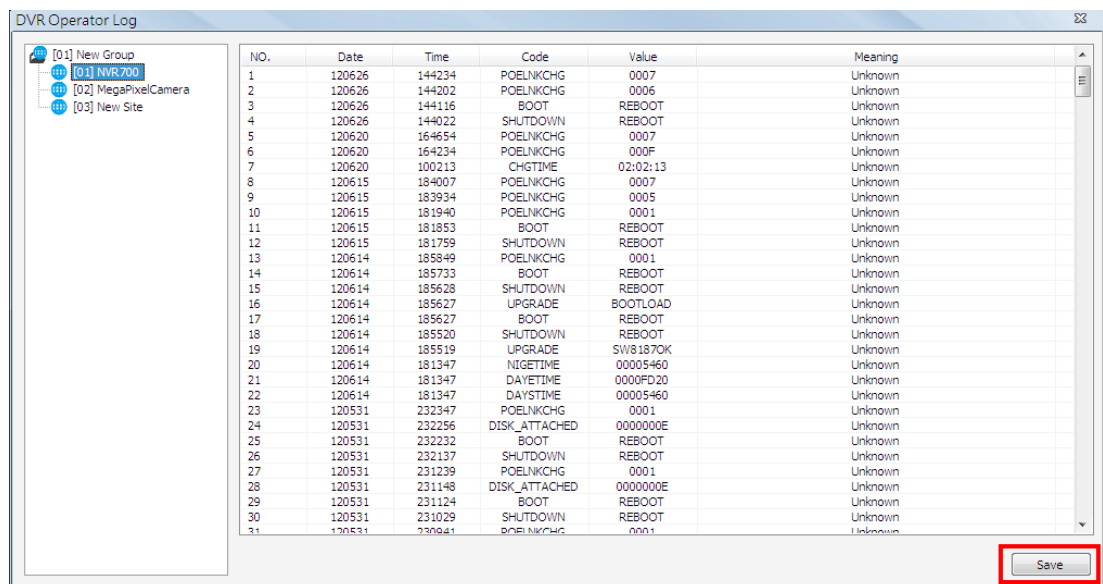 DVR Operator Log
[01] New Group
[01] NVR700
[02] MegaPixelCamera
[03] New Site
NO. Date Time Code Value Meaning
1 120626 144234 POELNKCHG 0007 Unknown
2 120626 144202 POELNKCHG 0006 Unknown
3 120626 144116 BOOT REBOOT Unknown
4 120626 144022 SHUTDOWN REBOOT Unknown
5 120620 164654 POELNKCHG 0007 Unknown
6 120620 164234 POELNKCHG 000F Unknown
7 120620 100213 CHGTIME 02:02:13 Unknown
8 120615 184007 POELNKCHG 0007 Unknown
9 120615 183934 POELNKCHG 0005 Unknown
10 120615 181940 POELNKCHG 0001 Unknown
11 120615 181853 BOOT REBOOT Unknown
12 120615 181759 SHUTDOWN REBOOT Unknown
13 120614 185849 POELNKCHG 0001 Unknown
14 120614 185733 BOOT REBOOT Unknown
15 120614 185628 SHUTDOWN REBOOT Unknown
16 120614 185627 UPGRADE BOOTLOAD Unknown
17 120614 185627 BOOT REBOOT Unknown
18 120614 185520 SHUTDOWN REBOOT Unknown
19 120614 185519 UPGRADE SW8187OK Unknown
20 120614 181347 NIGETIME 00005460 Unknown
21 120614 181347 DAYETIME 0000FD20 Unknown
22 120614 181347 DAYSTIME 00005460 Unknown
23 120531 232347 POELNKCHG 0001 Unknown
24 120531 232256 DISK_ATTACHED 0000000E Unknown
25 120531 232232 BOOT REBOOT Unknown
26 120531 232137 SHUTDOWN REBOOT Unknown
27 120531 231239 POELNKCHG 0001 Unknown
28 120531 231148 DISK_ATTACHED 0000000E Unknown
29 120531 231124 BOOT REBOOT Unknown
30 120531 231029 SHUTDOWN REBOOT Unknown
31 120531 230941 POELNKCHG 0001 Unknown
Save